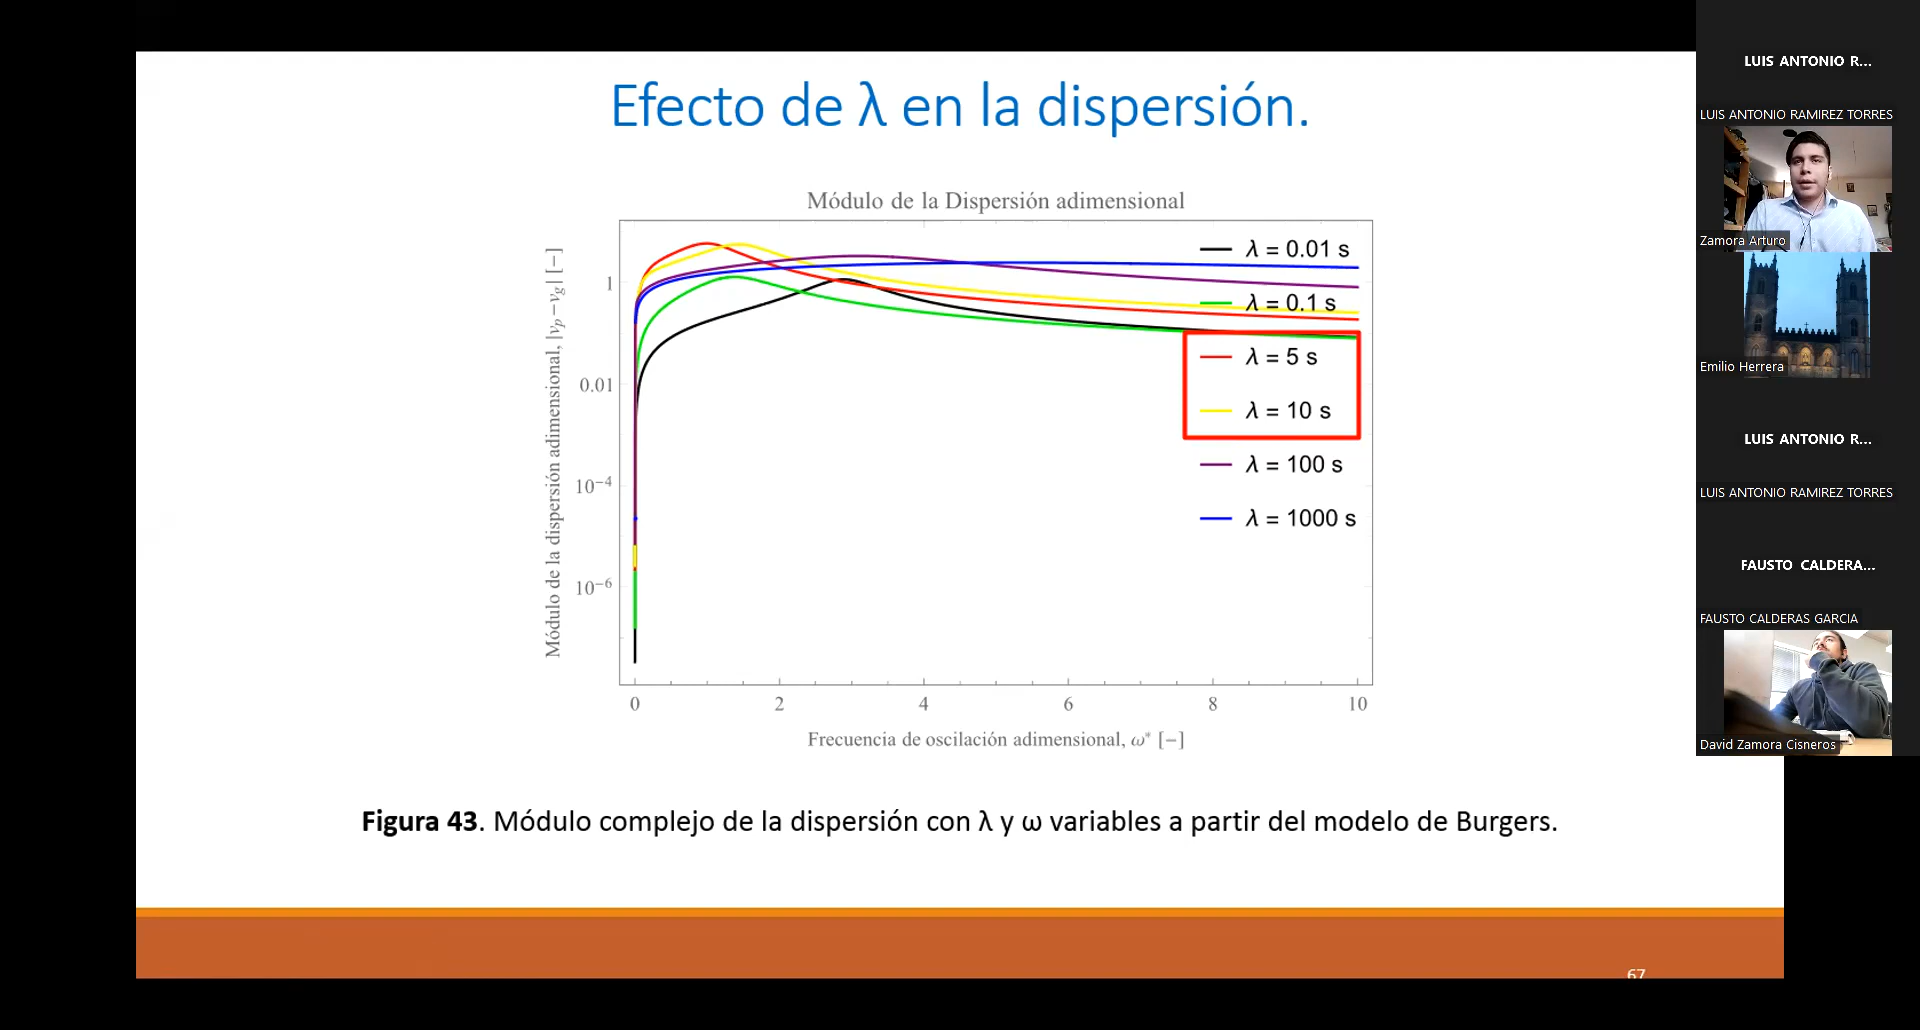 Efecto de λ en la dispersión.
Módulo de la Dispersión adimensional
Módulo de la dispersión adimensional, |vₚ−v_g| [−]
1
0.01
10⁻⁴
10⁻⁶
λ = 0.01 s
λ = 0.1 s
λ = 5 s
λ = 10 s
λ = 100 s
λ = 1000 s
0 2 4 6 8 10
Frecuencia de oscilación adimensional, ω* [−]
Figura 43. Módulo complejo de la dispersión con λ y ω variables a partir del modelo de Burgers.
67
LUIS ANTONIO R...
LUIS ANTONIO RAMIREZ TORRES
Zamora Arturo
Emilio Herrera
LUIS ANTONIO R...
LUIS ANTONIO RAMIREZ TORRES
FAUSTO CALDERA...
FAUSTO CALDERAS GARCIA
David Zamora Cisneros